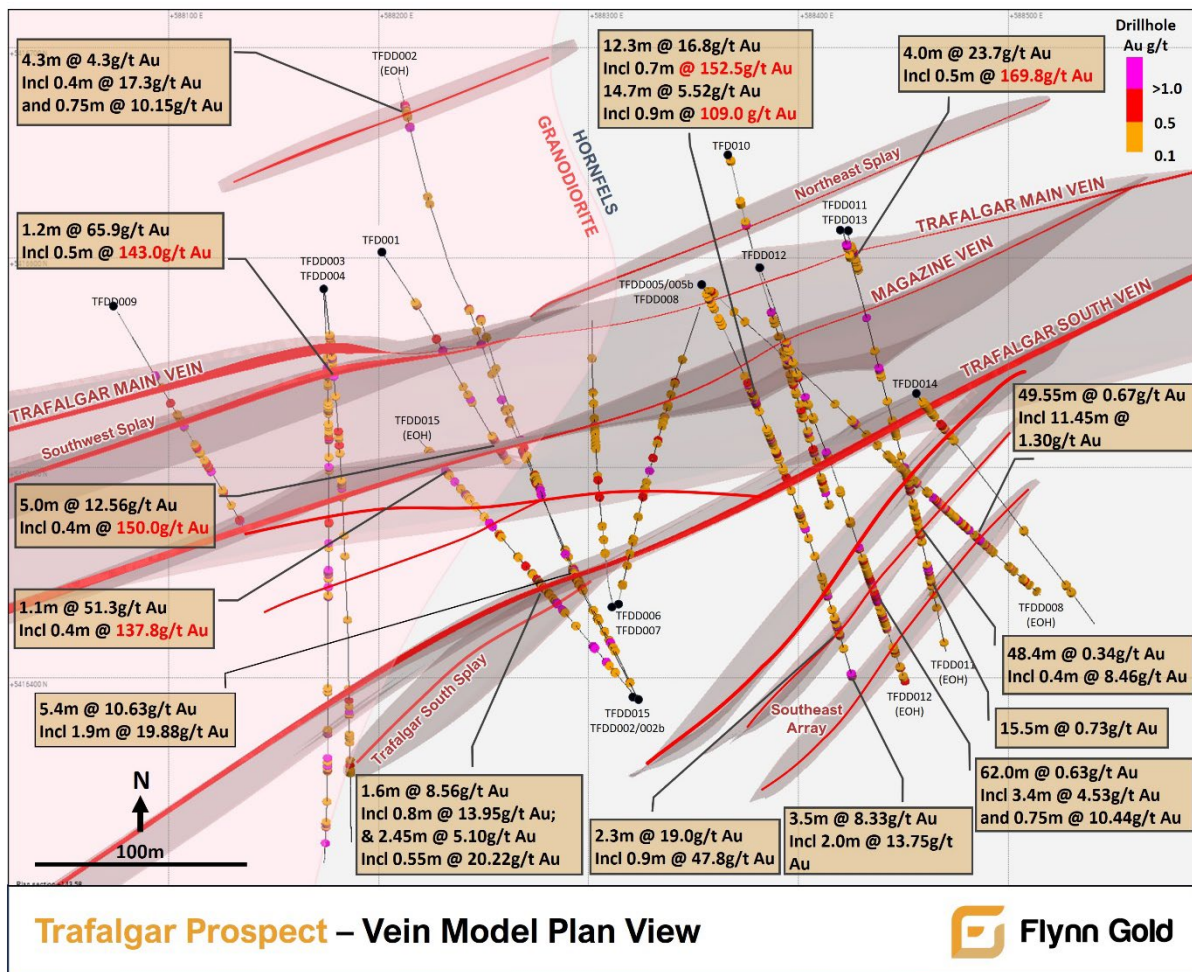 +588100 E
+588200 E
+588300 E
+588400 E
+588500 E
4.3m @ 4.3g/t Au
Incl 0.4m @ 17.3g/t Au
and 0.75m @ 10.15g/t Au
TFDD002
(EOH)
12.3m @ 16.8g/t Au
Incl 0.7m @ 152.5g/t Au
14.7m @ 5.52g/t Au
Incl 0.9m @ 109.0 g/t Au
4.0m @ 23.7g/t Au
Incl 0.5m @ 169.8g/t Au
Drillhole
Au g/t
>1.0
0.5
0.1
GRANODIORITE
HORNFELS
TFD010
Northeast Splay
1.2m @ 65.9g/t Au
Incl 0.5m @ 143.0g/t Au
TFDD003
TFDD004
TFD001
TFDD011
TFDD013
TRAFALGAR MAIN VEIN
TFDD012
MAGAZINE VEIN
TFDD009
TFDD005/005b
TFDD008
TRAFALGAR SOUTH VEIN
TRAFALGAR MAIN VEIN
Southwest Splay
TFDD015
(EOH)
TFDD014
49.55m @ 0.67g/t Au
Incl 11.45m @
1.30g/t Au
5.0m @ 12.56g/t Au
Incl 0.4m @ 150.0g/t Au
1.1m @ 51.3g/t Au
Incl 0.4m @ 137.8g/t Au
TFDD006
TFDD007
TFDD008
(EOH)
TFDD011
(EOH)
48.4m @ 0.34g/t Au
Incl 0.4m @ 8.46g/t Au
5.4m @ 10.63g/t Au
Incl 1.9m @ 19.88g/t Au
Trafalgar South Splay
TFDD015
TFDD002/002b
TFDD012
(EOH)
Southeast
Array
15.5m @ 0.73g/t Au
N
100m
1.6m @ 8.56g/t Au
Incl 0.8m @ 13.95g/t Au;
& 2.45m @ 5.10g/t Au
Incl 0.55m @ 20.22g/t Au
2.3m @ 19.0g/t Au
Incl 0.9m @ 47.8g/t Au
3.5m @ 8.33g/t Au
Incl 2.0m @ 13.75g/t
Au
62.0m @ 0.63g/t Au
Incl 3.4m @ 4.53g/t Au
and 0.75m @ 10.44g/t Au
Trafalgar Prospect – Vein Model Plan View
Flynn Gold